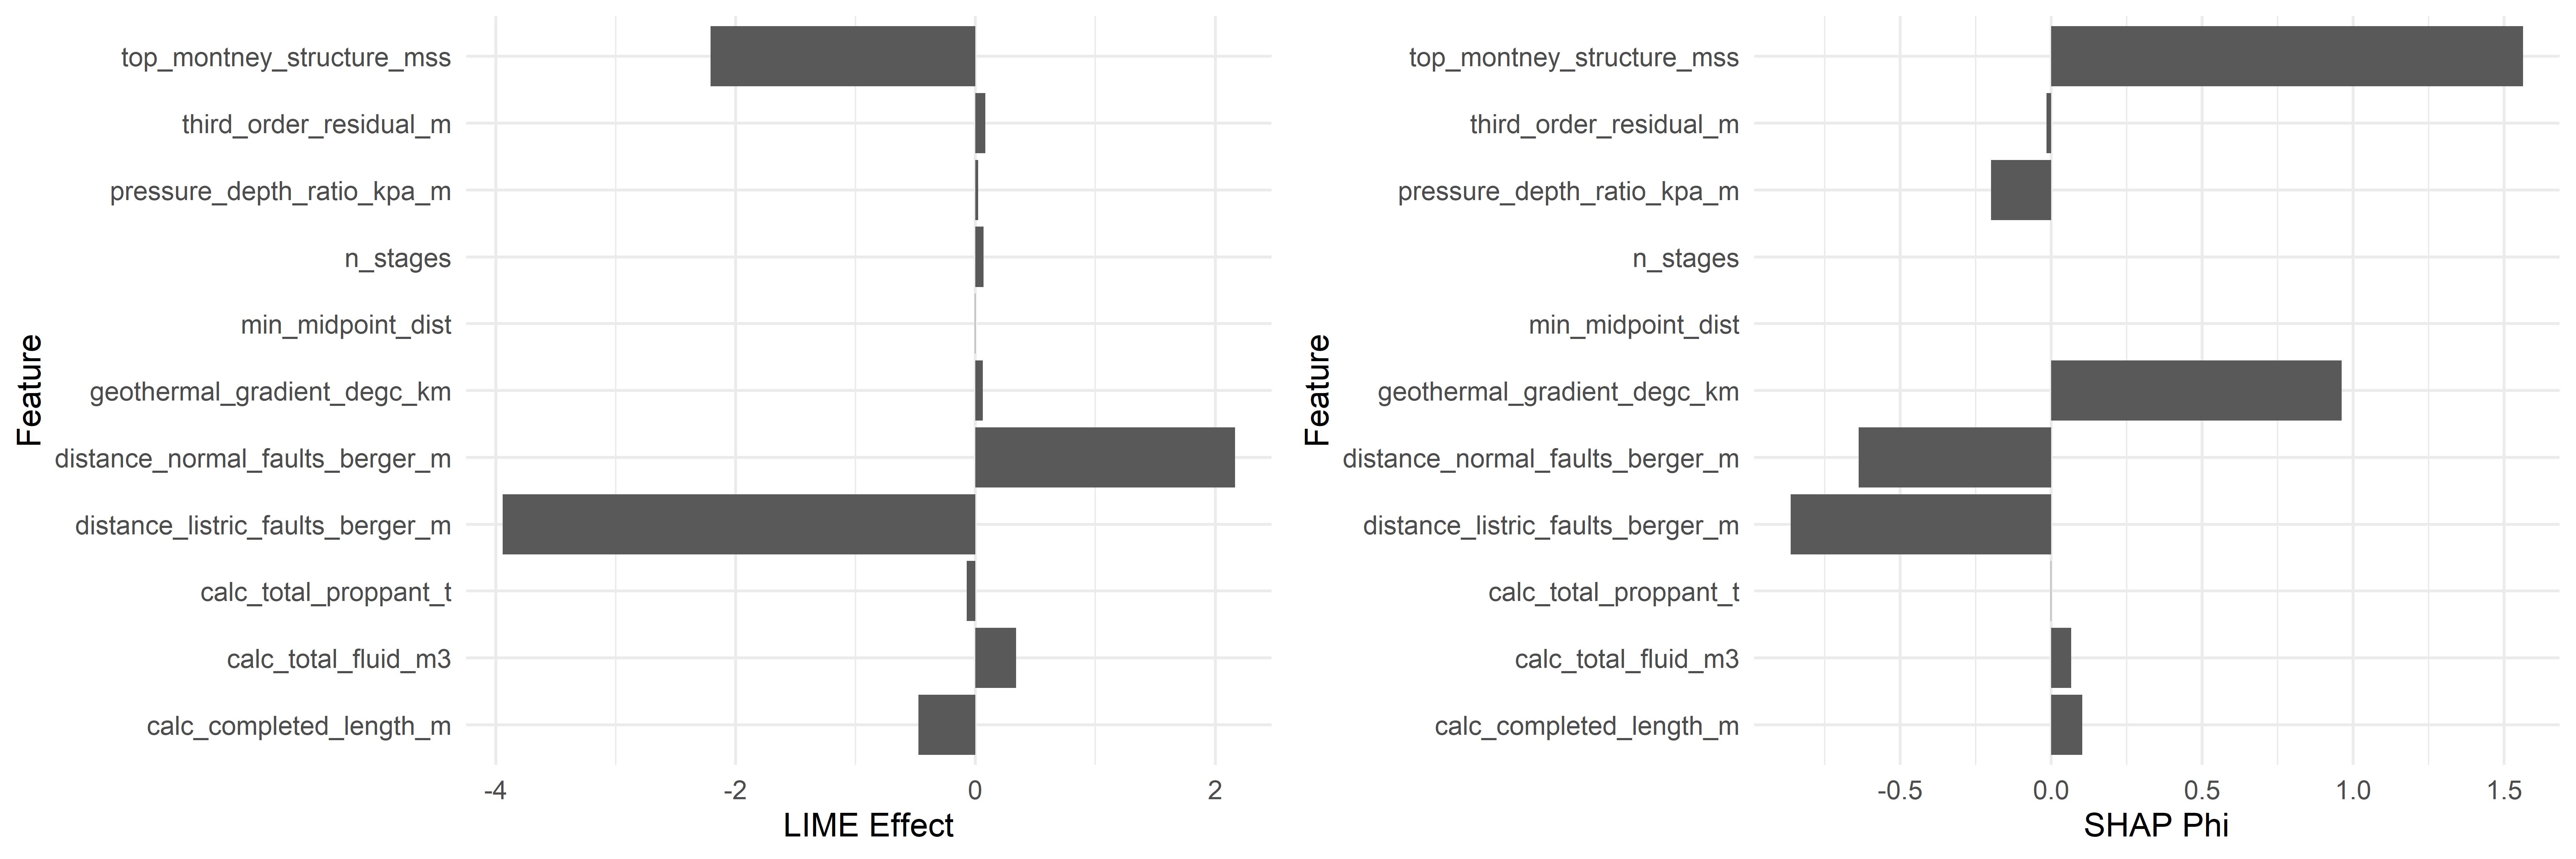 Feature
top_montney_structure_mss
third_order_residual_m
pressure_depth_ratio_kpa_m
n_stages
min_midpoint_dist
geothermal_gradient_degc_km
distance_normal_faults_berger_m
distance_listric_faults_berger_m
calc_total_proppant_t
calc_total_fluid_m3
calc_completed_length_m
-4 -2 0 2
LIME Effect
Feature
top_montney_structure_mss
third_order_residual_m
pressure_depth_ratio_kpa_m
n_stages
min_midpoint_dist
geothermal_gradient_degc_km
distance_normal_faults_berger_m
distance_listric_faults_berger_m
calc_total_proppant_t
calc_total_fluid_m3
calc_completed_length_m
-0.5 0.0 0.5 1.0 1.5
SHAP Phi